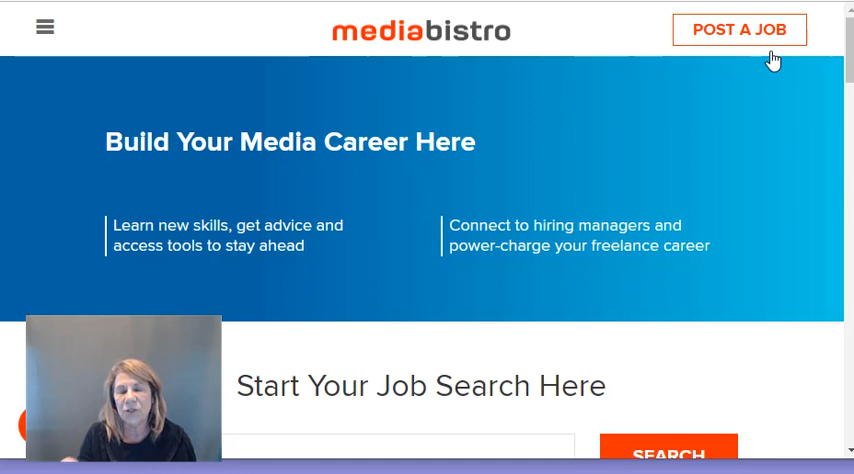 mediabistro
POST A JOB
Build Your Media Career Here
Learn new skills, get advice and
access tools to stay ahead
Connect to hiring managers and
power-charge your freelance career
Start Your Job Search Here
SEARCH